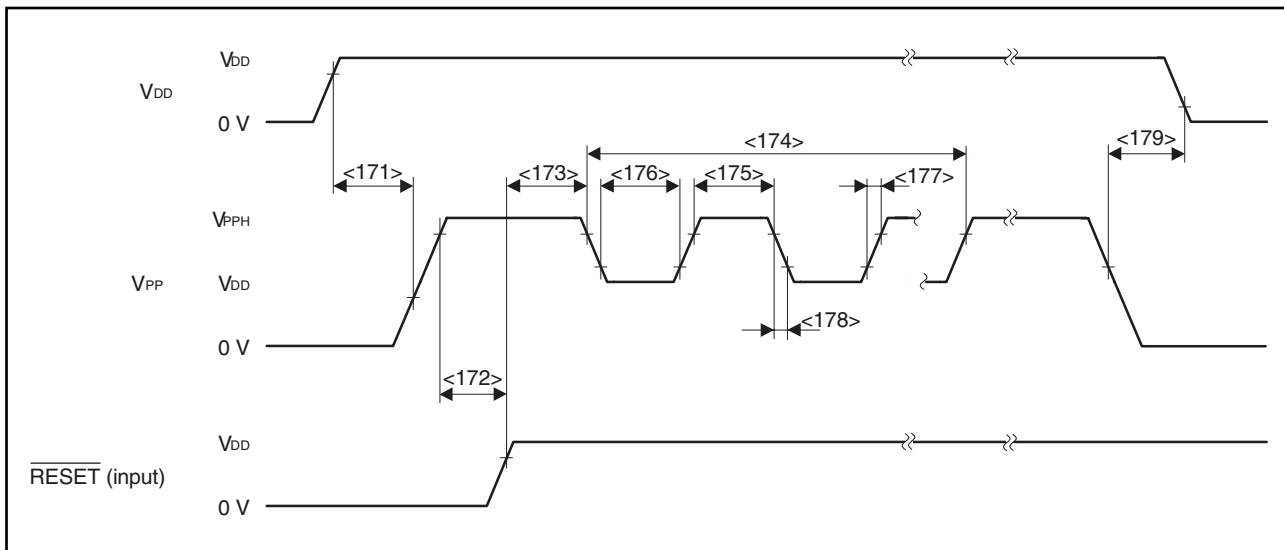 VDD
VDD
0 V
<171>
<173>
<174>
<176>
<175>
<177>
<179>
VPPH
VPP
VDD
0 V
<178>
<172>
VDD
RESET (input)
0 V